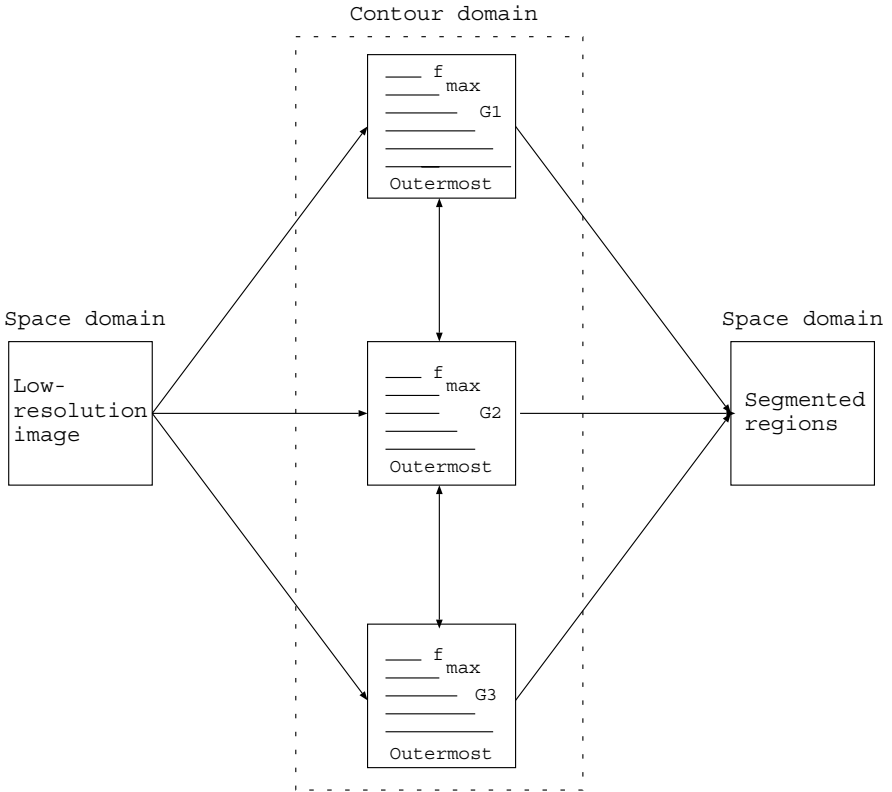 Contour domain
f
max
G1
Outermost
Space domain
Low-
resolution
image
f
max
G2
Outermost
Space domain
Segmented
regions
f
max
G3
Outermost